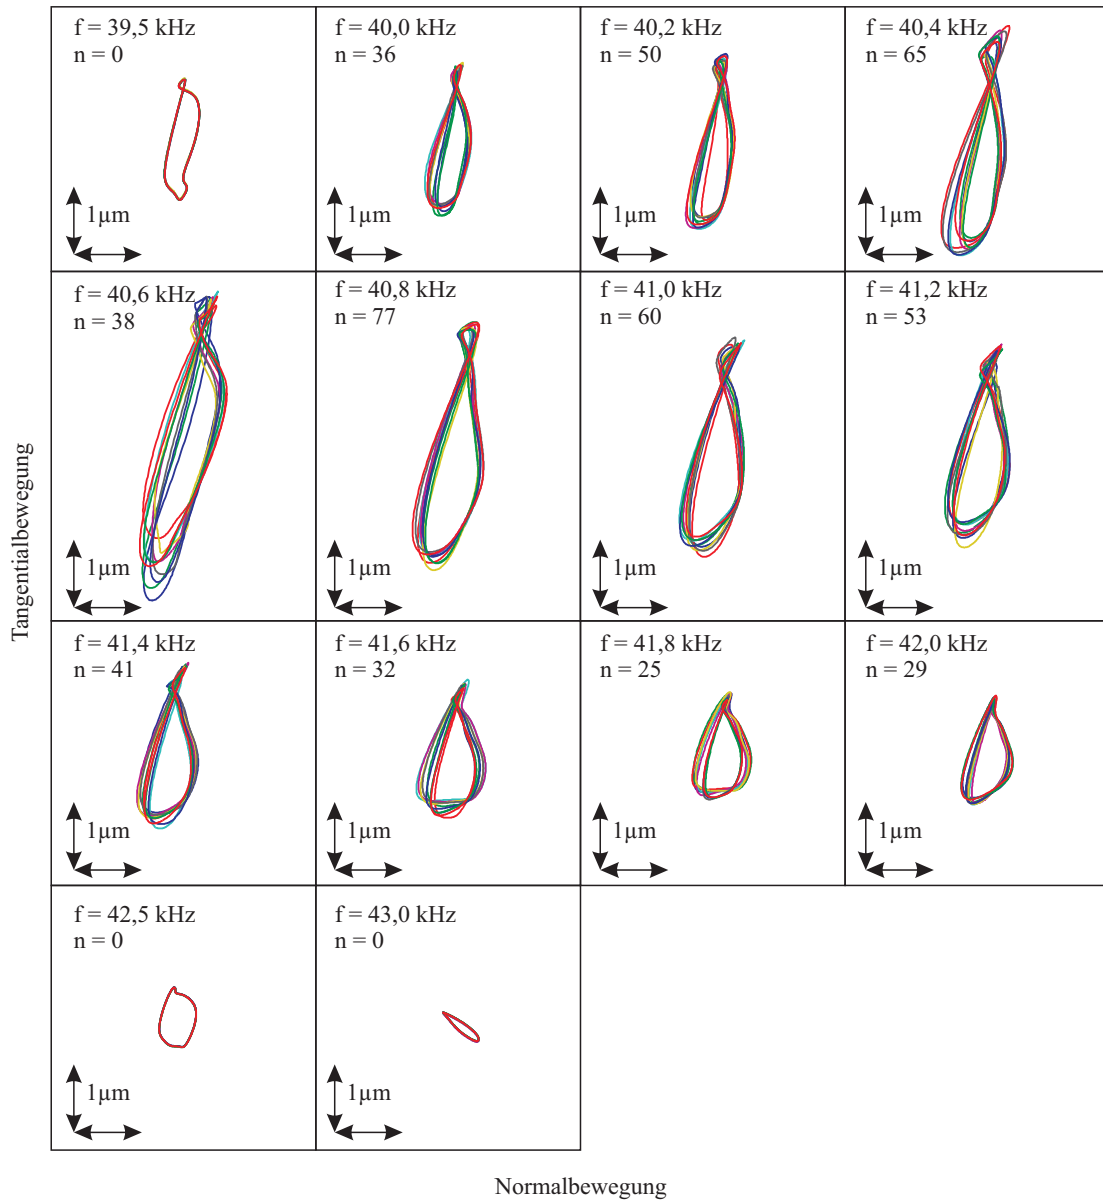 f = 39,5 kHz
n = 0
1µm
f = 40,0 kHz
n = 36
1µm
f = 40,2 kHz
n = 50
1µm
f = 40,4 kHz
n = 65
1µm
f = 40,6 kHz
n = 38
1µm
f = 40,8 kHz
n = 77
1µm
f = 41,0 kHz
n = 60
1µm
f = 41,2 kHz
n = 53
1µm
f = 41,4 kHz
n = 41
1µm
f = 41,6 kHz
n = 32
1µm
f = 41,8 kHz
n = 25
1µm
f = 42,0 kHz
n = 29
1µm
f = 42,5 kHz
n = 0
1µm
f = 43,0 kHz
n = 0
1µm
Tangentialbewegung
Normalbewegung